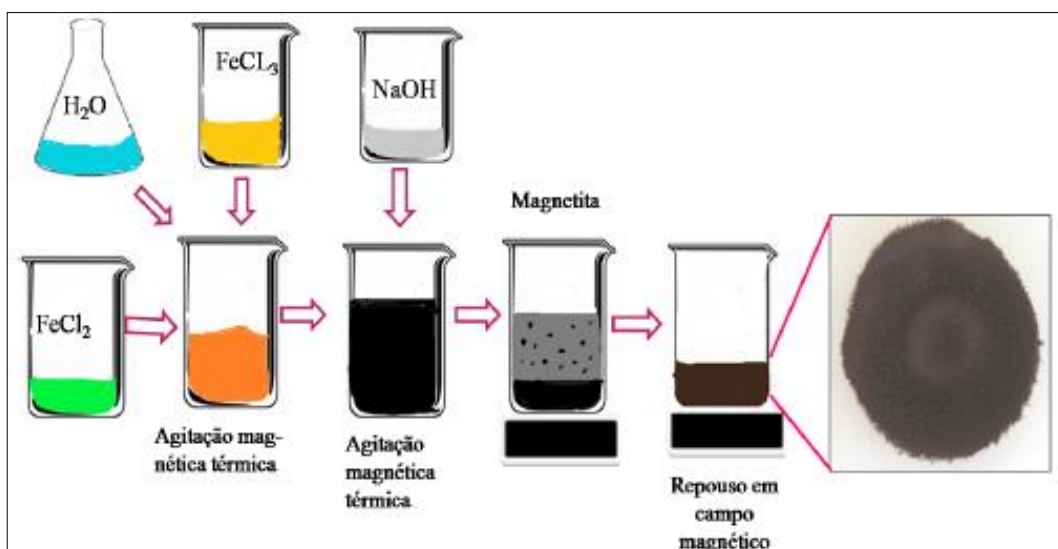 H₂O
FeCL₃
NaOH
FeCl₂
Agitação mag-
nética térmica
Agitação
magnética
térmica
Magnetita
Repouso em
campo
magnético